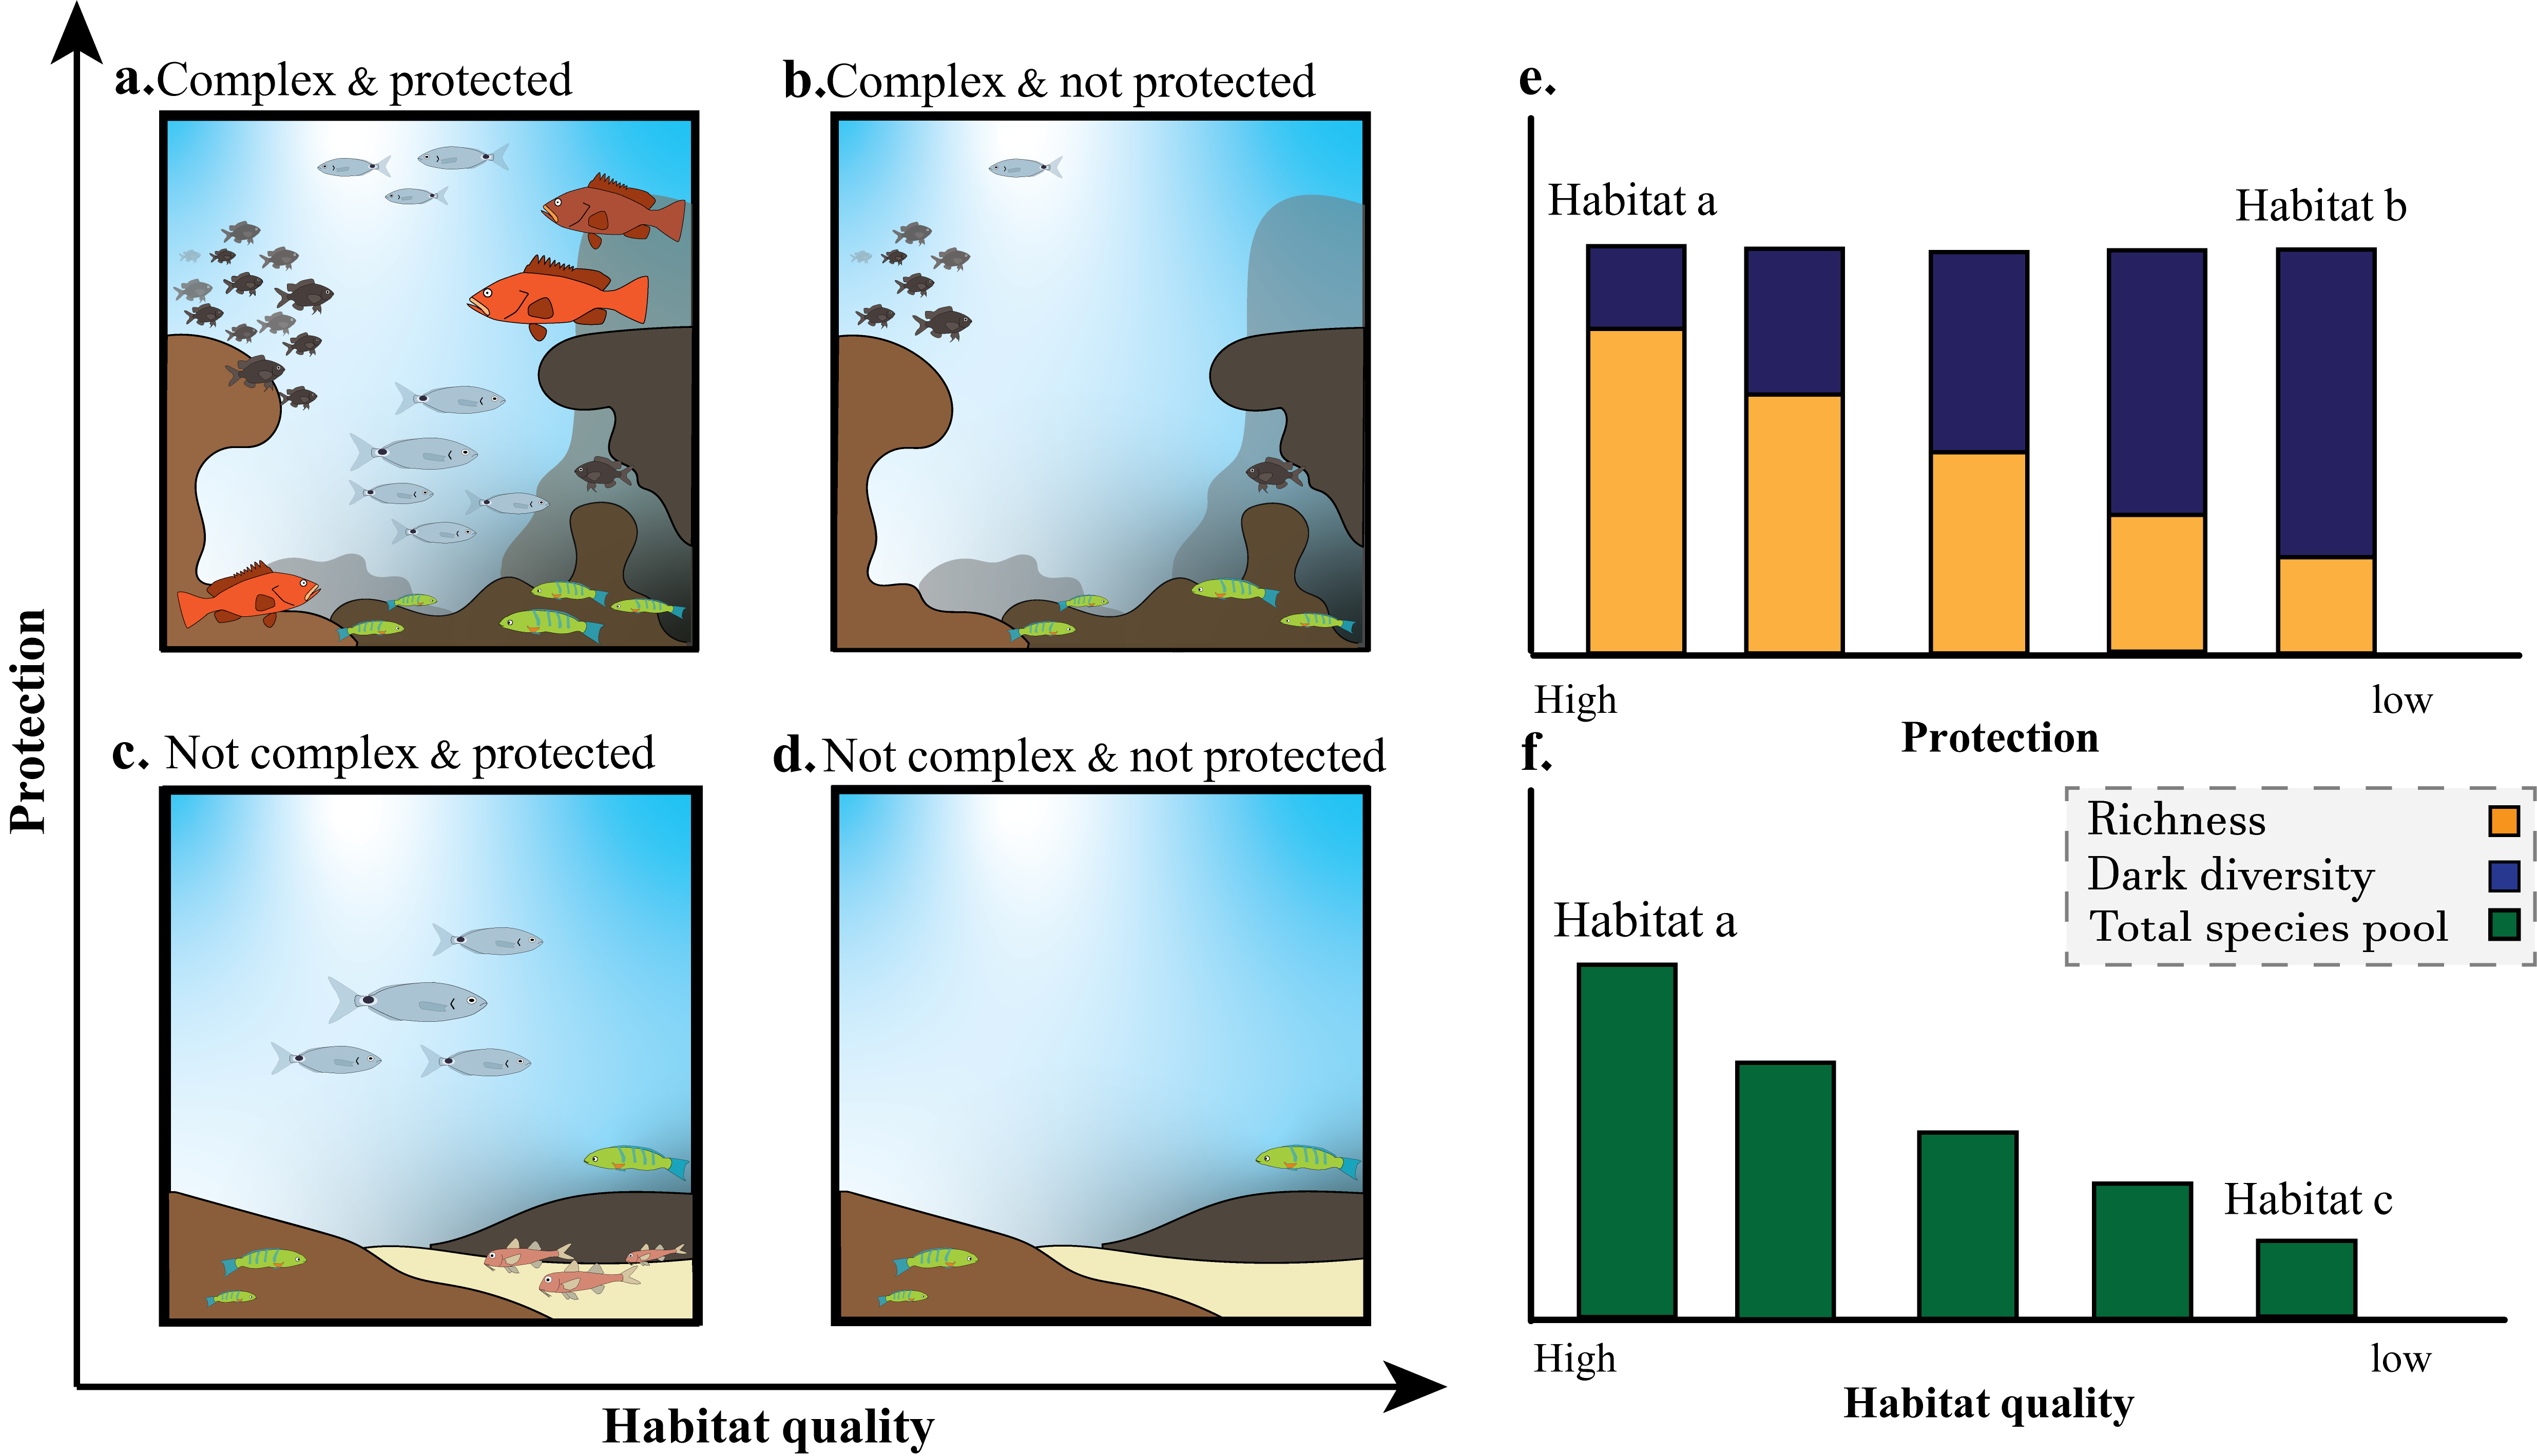 a.Complex & protected
b.Complex & not protected
e.
Habitat a
Habitat b
High
low
Protection
Protection
c. Not complex & protected
d. Not complex & not protected
f.
Richness
Dark diversity
Total species pool
Habitat a
Habitat c
High
low
Habitat quality
Habitat quality